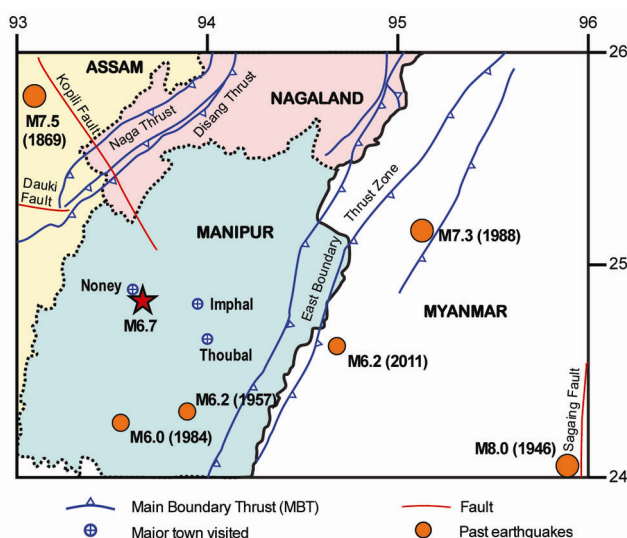 93
94
95
96
26
ASSAM
Kopili Fault
M7.5
(1869)
Naga Thrust
Disang Thrust
NAGALAND
Dauki
Fault
Thrust Zone
MANIPUR
M7.3 (1988)
25
Noney
M6.7
Imphal
East Boundary
MYANMAR
Thoubal
M6.2 (2011)
M6.2 (1957)
M6.0 (1984)
Sagaing Fault
M8.0 (1946)
24
Main Boundary Thrust (MBT)
Fault
Major town visited
Past earthquakes